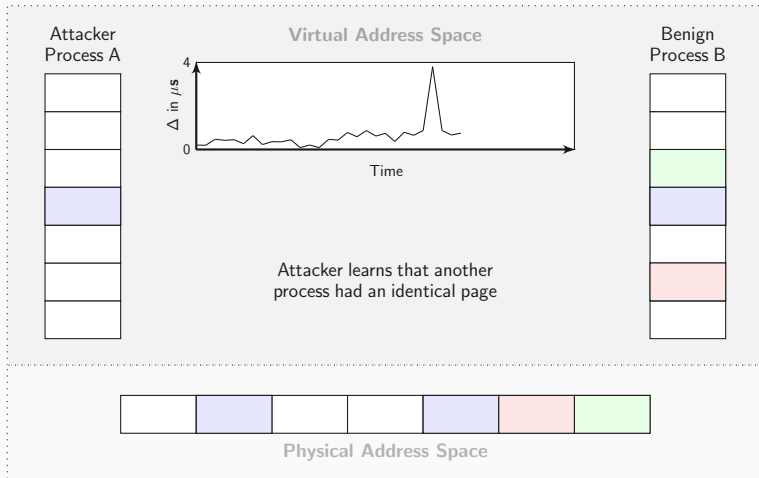 Attacker
Process A
Virtual Address Space
Benign
Process B
4
Δ in μs
0
Time
Attacker learns that another
process had an identical page
Physical Address Space